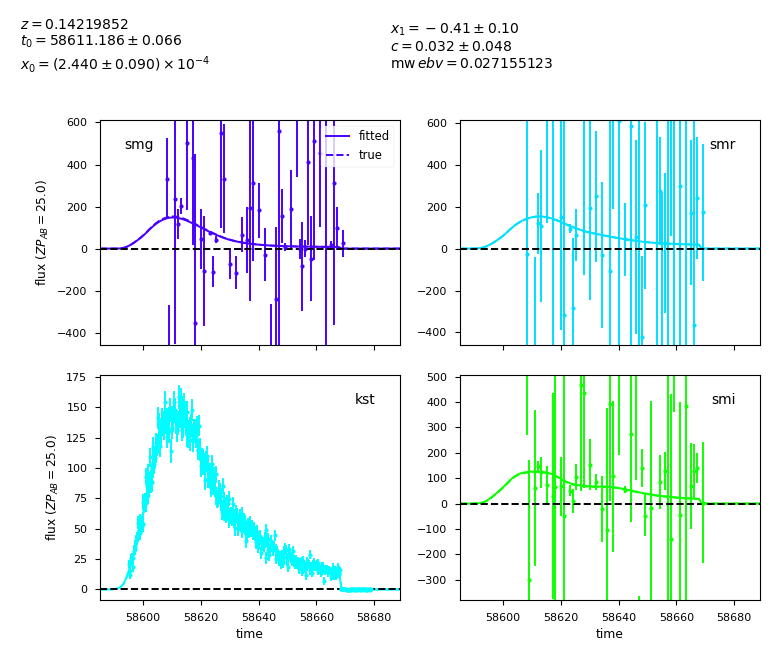 z = 0.14219852
t₀ = 58611.186 ± 0.066
x₀ = (2.440 ± 0.090) × 10⁻⁴
x₁ = −0.41 ± 0.10
c = 0.032 ± 0.048
mw ebv = 0.027155123
smg
fitted
true
600
400
200
0
−200
−400
flux (ZP_AB = 25.0)
smr
600
400
200
0
−200
−400
kst
175
150
125
100
75
50
25
0
flux (ZP_AB = 25.0)
58600 58620 58640 58660 58680
time
smi
500
400
300
200
100
0
−100
−200
−300
58600 58620 58640 58660 58680
time